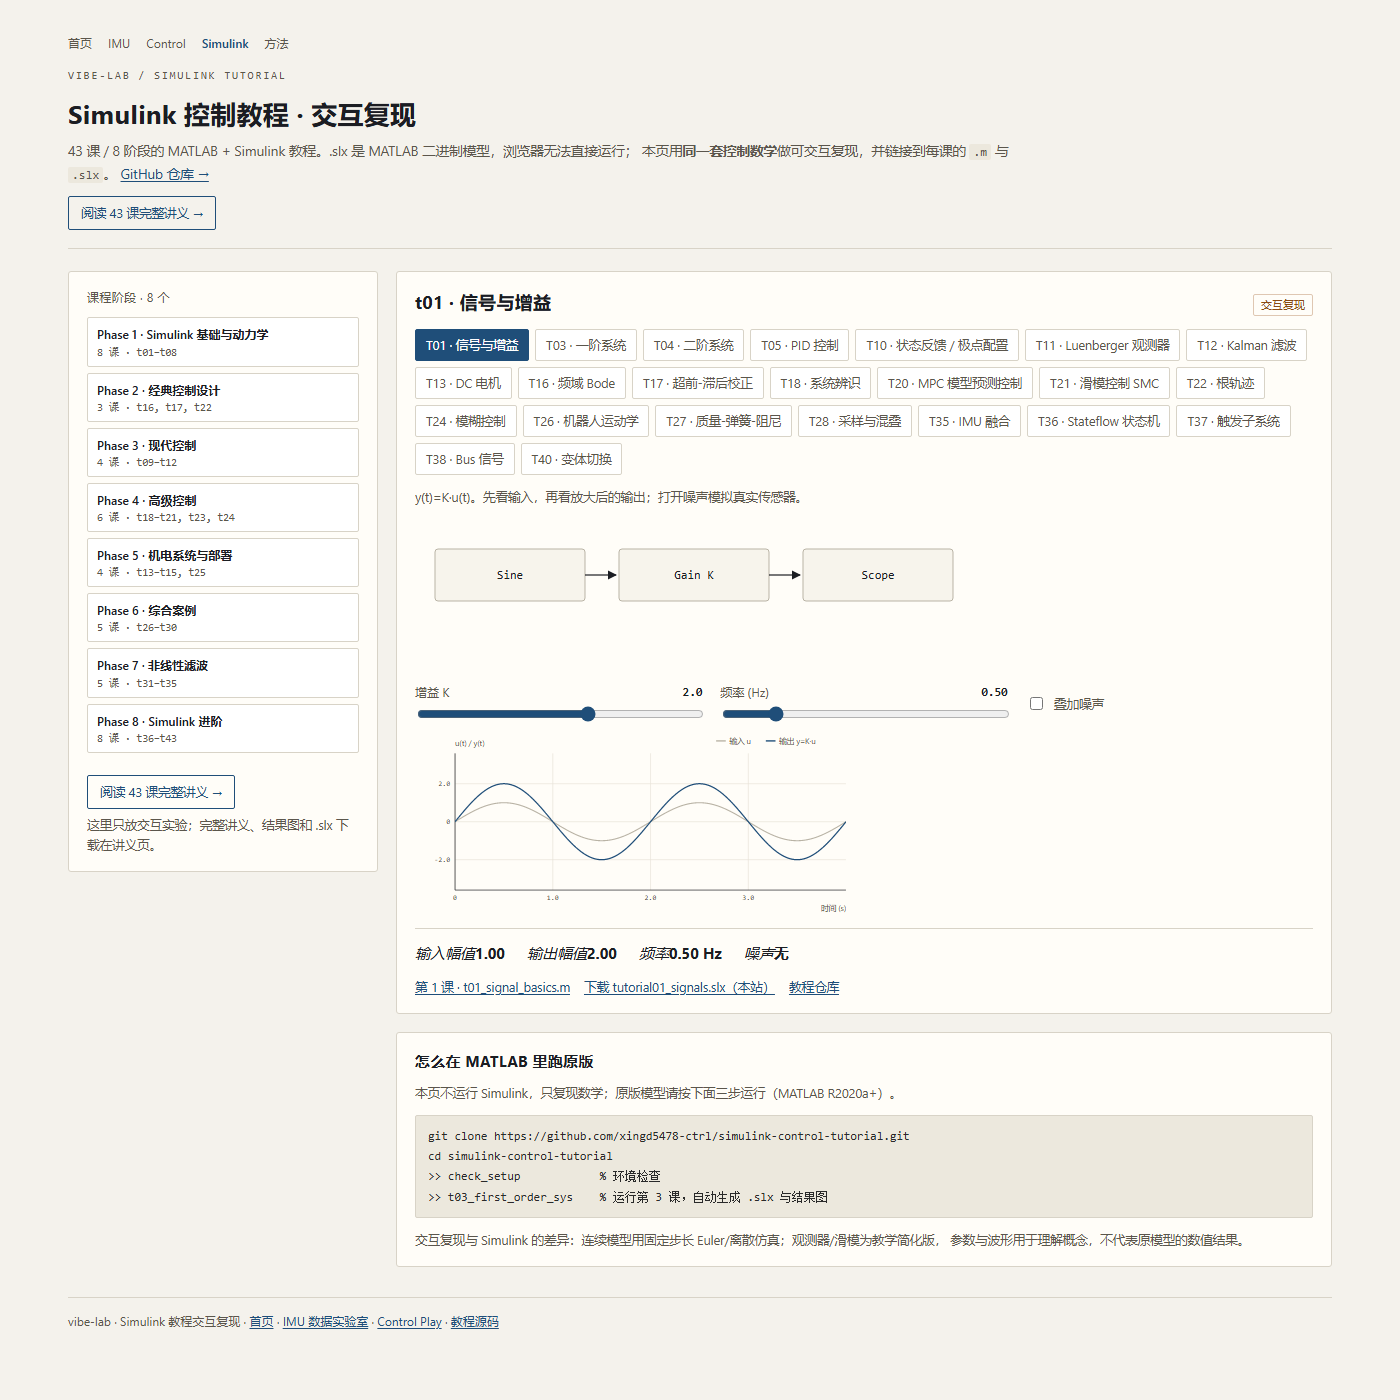 首页 IMU Control Simulink 方法
VIBE-LAB / SIMULINK TUTORIAL
Simulink 控制教程 · 交互复现
43 课 / 8 阶段的 MATLAB + Simulink 教程。.slx 是 MATLAB 二进制模型，浏览器无法直接运行； 本页用同一套控制数学做可交互复现，并链接到每课的 .m 与
.slx 。 GitHub 仓库 →
阅读 43 课完整讲义 →
课程阶段 · 8 个
Phase 1 · Simulink 基础与动力学
8 课 · t01–t08
Phase 2 · 经典控制设计
3 课 · t16, t17, t22
Phase 3 · 现代控制
4 课 · t09–t12
Phase 4 · 高级控制
6 课 · t18–t21, t23, t24
Phase 5 · 机电系统与部署
4 课 · t13–t15, t25
Phase 6 · 综合案例
5 课 · t26–t30
Phase 7 · 非线性滤波
5 课 · t31–t35
Phase 8 · Simulink 进阶
8 课 · t36–t43
阅读 43 课完整讲义 →
这里只放交互实验；完整讲义、结果图和 .slx 下
载在讲义页。
t01 · 信号与增益
交互复现
T01 · 信号与增益 T03 · 一阶系统 T04 · 二阶系统 T05 · PID 控制 T10 · 状态反馈 / 极点配置 T11 · Luenberger 观测器 T12 · Kalman 滤波
T13 · DC 电机 T16 · 频域 Bode T17 · 超前-滞后校正 T18 · 系统辨识 T20 · MPC 模型预测控制 T21 · 滑模控制 SMC T22 · 根轨迹
T24 · 模糊控制 T26 · 机器人运动学 T27 · 质量-弹簧-阻尼 T28 · 采样与混叠 T35 · IMU 融合 T36 · Stateflow 状态机 T37 · 触发子系统
T38 · Bus 信号 T40 · 变体切换
y(t)=K·u(t)。先看输入，再看放大后的输出；打开噪声模拟真实传感器。
Sine Gain K Scope
增益 K 2.0 频率 (Hz) 0.50 叠加噪声
u(t) / y(t) 输入 u 输出 y=K·u
2.0
0
-2.0
0 1.0 2.0 3.0
时间 (s)
输入幅值1.00 输出幅值2.00 频率0.50 Hz 噪声无
第 1 课 · t01_signal_basics.m 下载 tutorial01_signals.slx（本站） 教程仓库
怎么在 MATLAB 里跑原版
本页不运行 Simulink，只复现数学；原版模型请按下面三步运行（MATLAB R2020a+）。
git clone https://github.com/xingd5478-ctrl/simulink-control-tutorial.git
cd simulink-control-tutorial
>> check_setup % 环境检查
>> t03_first_order_sys % 运行第 3 课，自动生成 .slx 与结果图
交互复现与 Simulink 的差异：连续模型用固定步长 Euler/离散仿真；观测器/滑模为教学简化版， 参数与波形用于理解概念，不代表原模型的数值结果。
vibe-lab · Simulink 教程交互复现 · 首页 · IMU 数据实验室 · Control Play · 教程源码